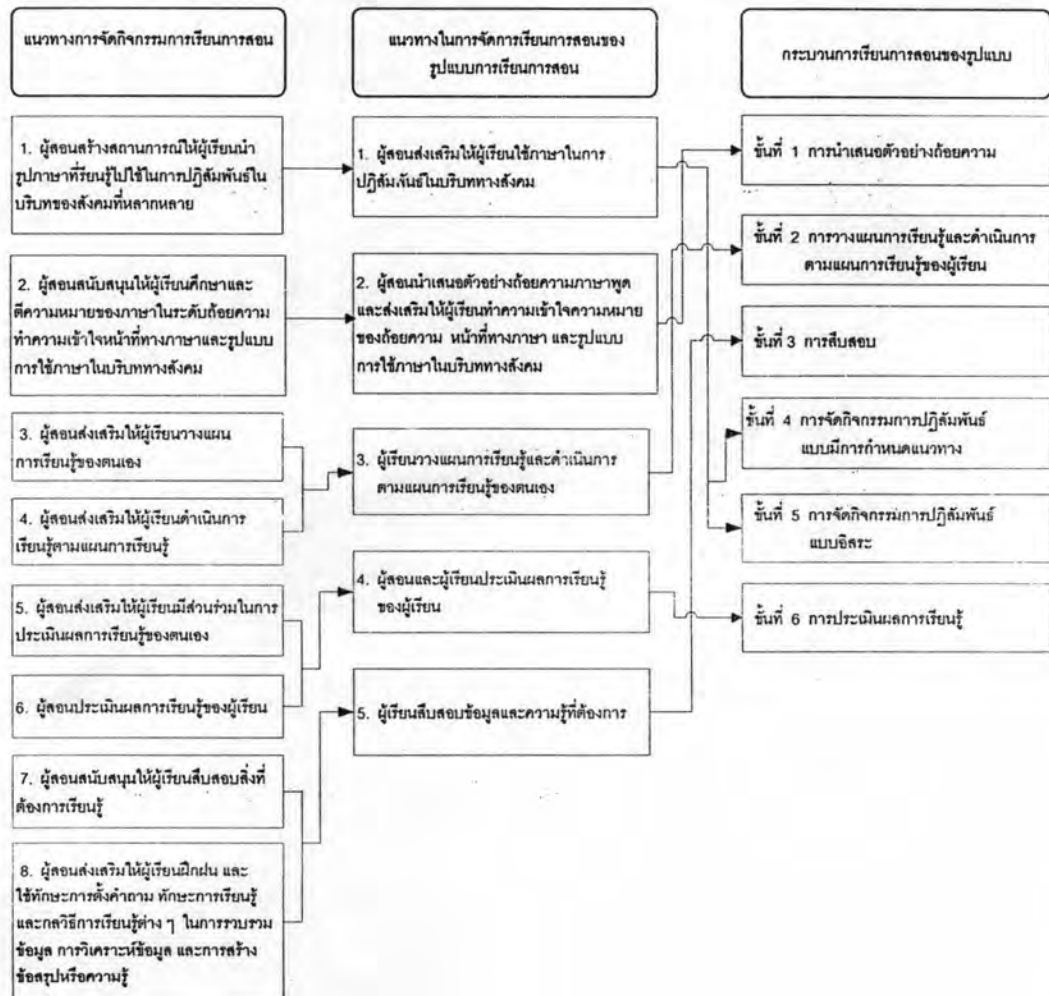 แนวทางการจัดกิจกรรมการเรียนการสอน
1. ผู้สอนสร้างสถานการณ์ให้ผู้เรียนนำ
รูปภาษาที่เรียนรู้ไปใช้ในการปฏิสัมพันธ์ใน
บริบทของสังคมที่หลากหลาย
2. ผู้สอนสนับสนุนให้ผู้เรียนศึกษาและ
ตีความหมายของภาษาในระดับถ้อยความ
ทำความเข้าใจหน้าที่ทางภาษาและรูปแบบ
การใช้ภาษาในบริบททางสังคม
3. ผู้สอนส่งเสริมให้ผู้เรียนวางแผน
การเรียนรู้ของตนเอง
4. ผู้สอนส่งเสริมให้ผู้เรียนดำเนินการ
เรียนรู้ตามแผนการเรียนรู้
5. ผู้สอนส่งเสริมให้ผู้เรียนมีส่วนร่วมในการ
ประเมินผลการเรียนรู้ของตนเอง
6. ผู้สอนประเมินผลการเรียนรู้ของผู้เรียน
7. ผู้สอนสนับสนุนให้ผู้เรียนสืบสอบสิ่งที่
ต้องการเรียนรู้
8. ผู้สอนส่งเสริมให้ผู้เรียนฝึกฝน และ
ใช้ทักษะการตั้งคำถาม ทักษะการเรียนรู้
และกลวิธีการเรียนรู้ต่าง ๆ ในการรวบรวม
ข้อมูล การวิเคราะห์ข้อมูล และการสร้าง
ข้อสรุปหรือความรู้
แนวทางในการจัดการเรียนการสอนของ
รูปแบบการเรียนการสอน
1. ผู้สอนส่งเสริมให้ผู้เรียนใช้ภาษาในการ
ปฏิสัมพันธ์ในบริบททางสังคม
2. ผู้สอนนำเสนอตัวอย่างถ้อยความภาษาพูด
และส่งเสริมให้ผู้เรียนทำความเข้าใจความหมาย
ของถ้อยความ หน้าที่ทางภาษา และรูปแบบ
การใช้ภาษาในบริบททางสังคม
3. ผู้เรียนวางแผนการเรียนรู้และดำเนินการ
ตามแผนการเรียนรู้ของตนเอง
4. ผู้สอนและผู้เรียนประเมินผลการเรียนรู้
ของผู้เรียน
5. ผู้เรียนสืบสอบข้อมูลและความรู้ที่ต้องการ
กระบวนการเรียนการสอนของรูปแบบ
ขั้นที่ 1 การนำเสนอตัวอย่างถ้อยความ
ขั้นที่ 2 การวางแผนการเรียนรู้และดำเนินการ
ตามแผนการเรียนรู้ของผู้เรียน
ขั้นที่ 3 การสืบสอบ
ขั้นที่ 4 การจัดกิจกรรมการปฏิสัมพันธ์
แบบมีการกำหนดแนวทาง
ขั้นที่ 5 การจัดกิจกรรมการปฏิสัมพันธ์
แบบอิสระ
ขั้นที่ 6 การประเมินผลการเรียนรู้